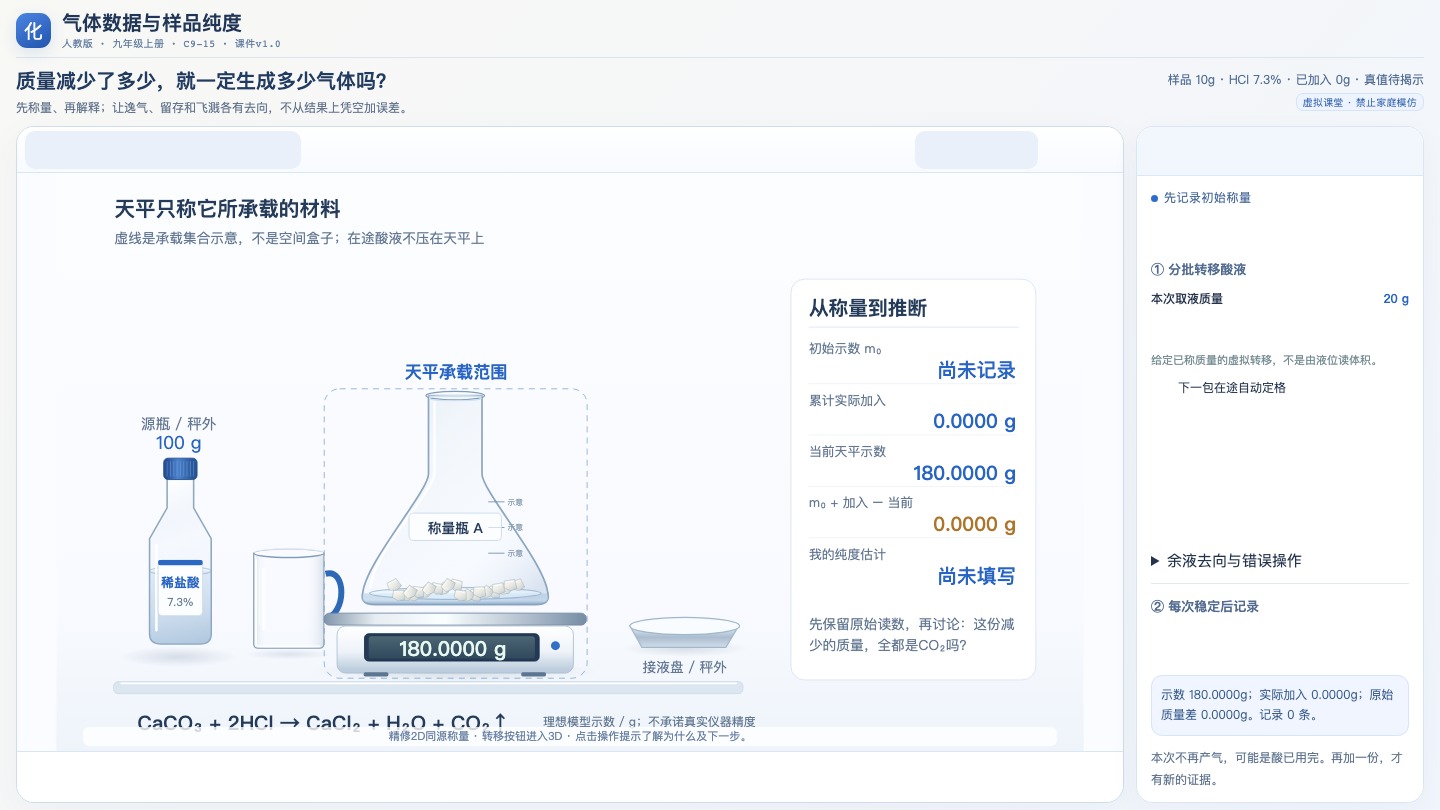 化
气体数据与样品纯度
人教版 · 九年级上册 · C9-15 · 课件v1.0
质量减少了多少，就一定生成多少气体吗？
先称量、再解释；让逸气、留存和飞溅各有去向，不从结果上凭空加误差。
样品 10g · HCl 7.3% · 已加入 0g · 真值待揭示
虚拟课堂 · 禁止家庭模仿
天平只称它所承载的材料
虚线是承载集合示意，不是空间盒子；在途酸液不压在天平上
天平承载范围
源瓶 / 秤外
100 g
稀盐酸
7.3%
称量瓶 A
示意
示意
示意
180.0000 g
接液盘 / 秤外
CaCO₃ + 2HCl → CaCl₂ + H₂O + CO₂↑
理想模型示数 / g；不承诺真实仪器精度
精修2D同源称量 · 转移按钮进入3D · 点击操作提示了解为什么及下一步。
从称量到推断
初始示数 m₀
尚未记录
累计实际加入
0.0000 g
当前天平示数
180.0000 g
m₀ + 加入 − 当前
0.0000 g
我的纯度估计
尚未填写
先保留原始读数，再讨论：这份减
少的质量，全都是CO₂吗？
先记录初始称量
① 分批转移酸液
本次取液质量 20 g
给定已称质量的虚拟转移，不是由液位读体积。
下一包在途自动定格
▶ 余液去向与错误操作
② 每次稳定后记录
示数 180.0000g；实际加入 0.0000g；原始
质量差 0.0000g。记录 0 条。
本次不再产气，可能是酸已用完。再加一份，才
有新的证据。